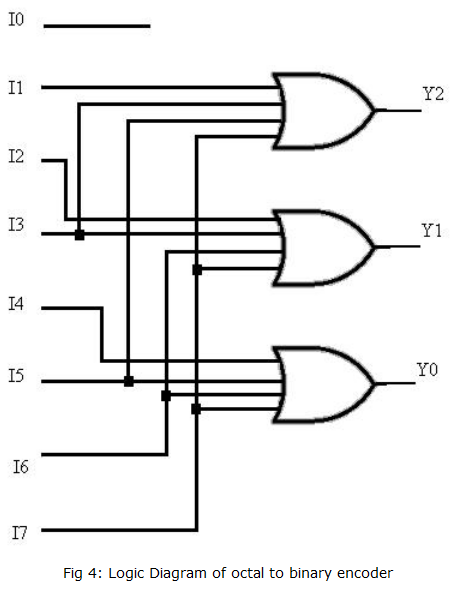 I0
I1
Y2
I2
I3
Y1
I4
I5
Y0
I6
I7
Fig 4: Logic Diagram of octal to binary encoder